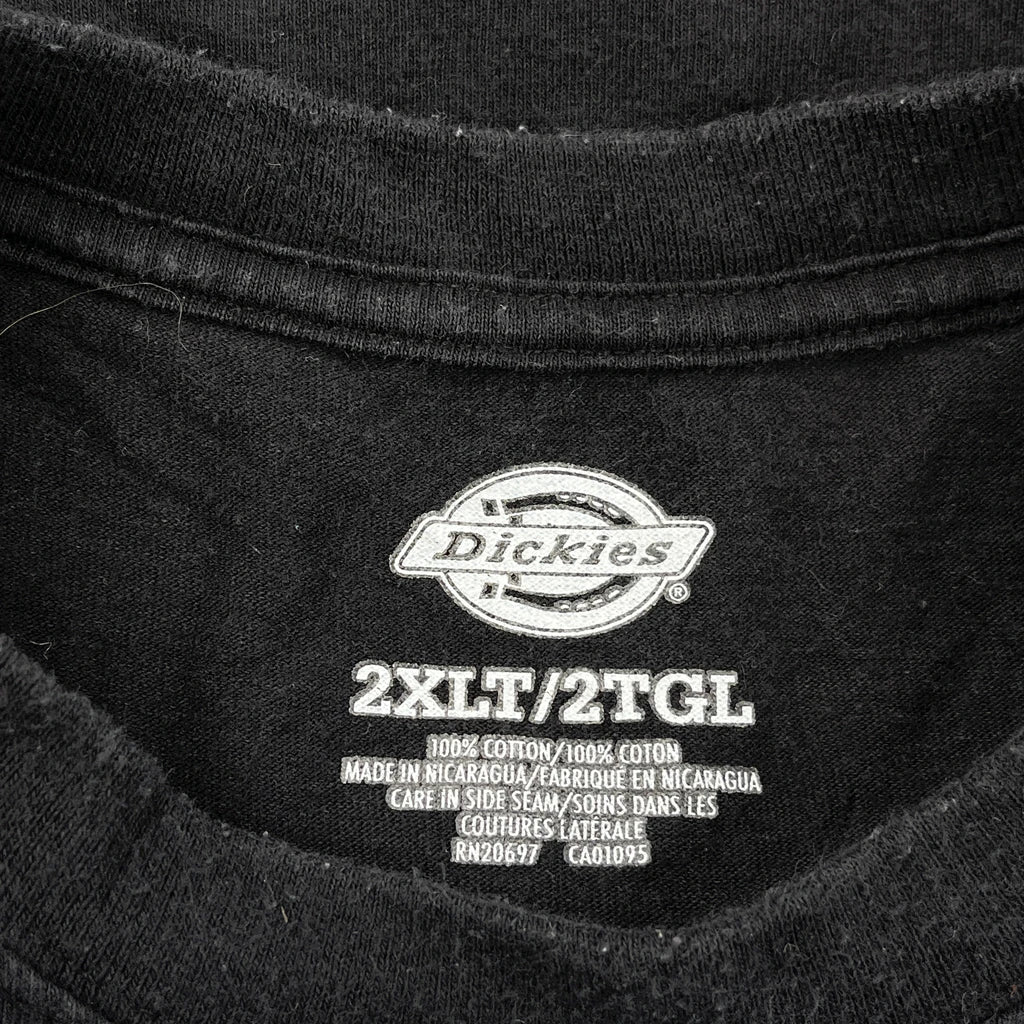 Dickies
®
2XLT/2TGL
100% COTTON/100% COTON
MADE IN NICARAGUA/FABRIQUÉ EN NICARAGUA
CARE IN SIDE SEAM/SOINS DANS LES
COUTURES LATÉRALE
RN20697 CA01095